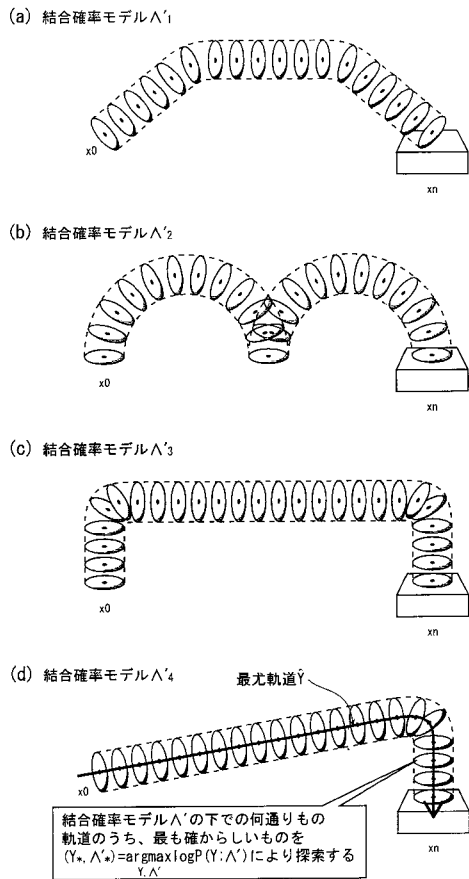 (a) 結合確率モデルΛ'1
x0
xn
(b) 結合確率モデルΛ'2
x0
xn
(c) 結合確率モデルΛ'3
x0
xn
(d) 結合確率モデルΛ'4
最尤軌道Ŷ
x0
xn
結合確率モデルΛ'の下での何通りもの
軌道のうち、最も確からしいものを
(Y*,Λ'*)=argmaxlogP(Y;Λ')により探索する
Y,Λ'